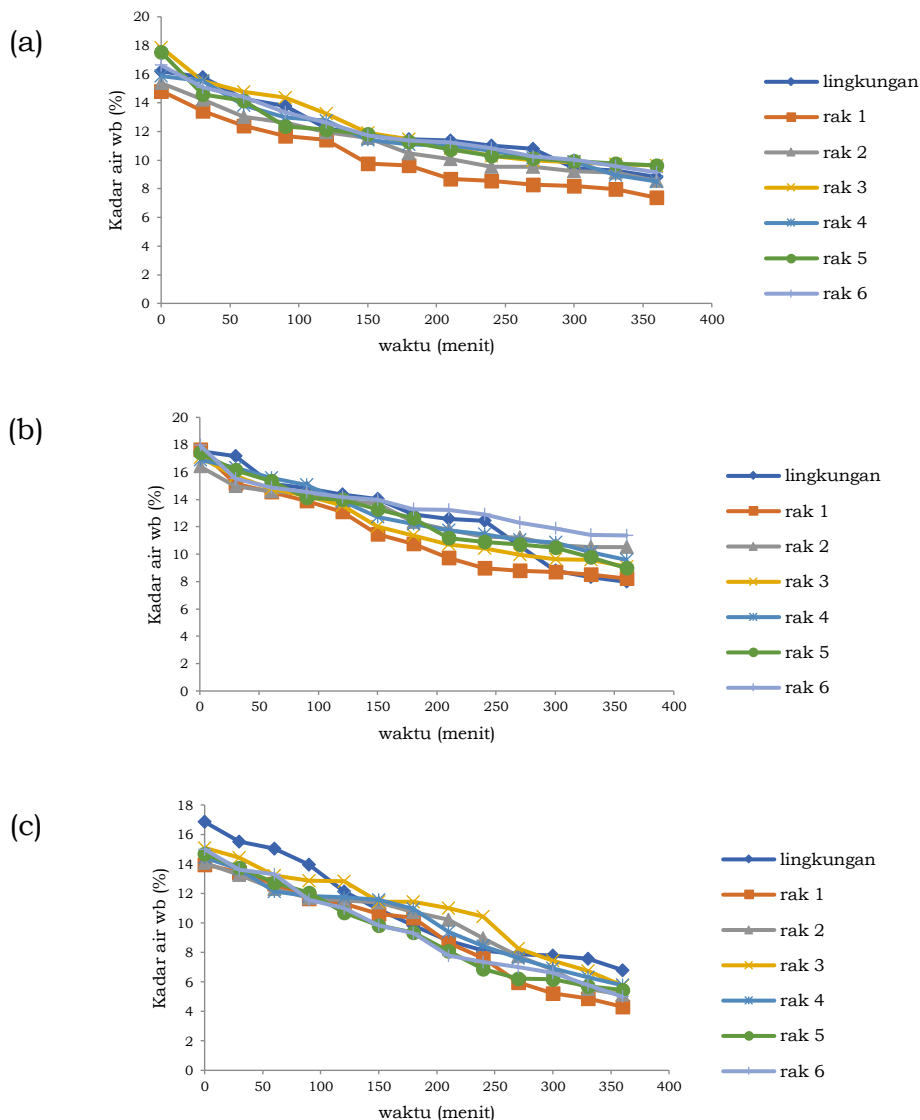 (a)
Kadar air wb (%)
18
16
14
12
10
8
6
4
2
0
0 50 100 150 200 250 300 350 400
waktu (menit)
lingkungan
rak 1
rak 2
rak 3
rak 4
rak 5
rak 6
(b)
Kadar air wb (%)
20
18
16
14
12
10
8
6
4
2
0
0 50 100 150 200 250 300 350 400
waktu (menit)
lingkungan
rak 1
rak 2
rak 3
rak 4
rak 5
rak 6
(c)
Kadar air wb (%)
18
16
14
12
10
8
6
4
2
0
0 50 100 150 200 250 300 350 400
waktu (menit)
lingkungan
rak 1
rak 2
rak 3
rak 4
rak 5
rak 6